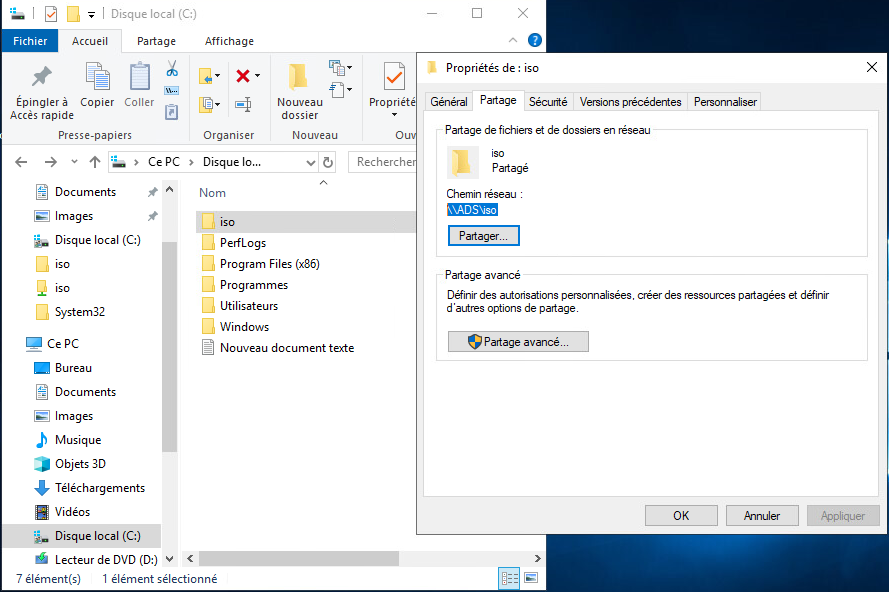 Disque local (C:)
Fichier
Accueil
Partage
Affichage
Épingler à
Accès rapide
Copier
Coller
Presse-papiers
Organiser
Nouveau
dossier
Nouveau
Propriétés
Ouv
Ce PC
Disque lo...
Rechercher
Documents
Images
Disque local (C:)
iso
iso
System32
Ce PC
Bureau
Documents
Images
Musique
Objets 3D
Téléchargements
Vidéos
Disque local (C:)
Lecteur de DVD (D:)
Nom
iso
PerfLogs
Program Files (x86)
Programmes
Utilisateurs
Windows
Nouveau document texte
7 élément(s)
1 élément sélectionné
Propriétés de : iso
Général
Partage
Sécurité
Versions précédentes
Personnaliser
Partage de fichiers et de dossiers en réseau
iso
Partagé
Chemin réseau :
\\ADS\iso
Partager...
Partage avancé
Définir des autorisations personnalisées, créer des ressources partagées et définir
d'autres options de partage.
Partage avancé...
OK
Annuler
Appliquer